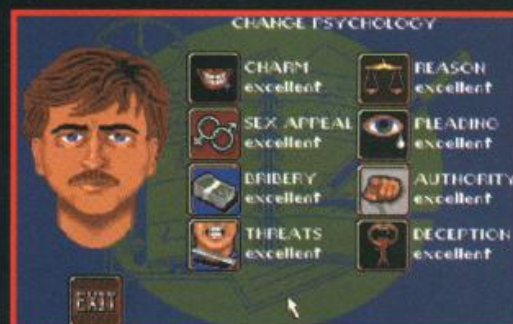 CHANGE PSYCHOLOGY
CHARM
excellent
REASON
excellent
SEX APPEAL
excellent
PLEADING
excellent
BRIBERY
excellent
AUTHORITY
excellent
THREATS
excellent
DECEPTION
excellent
EXIT